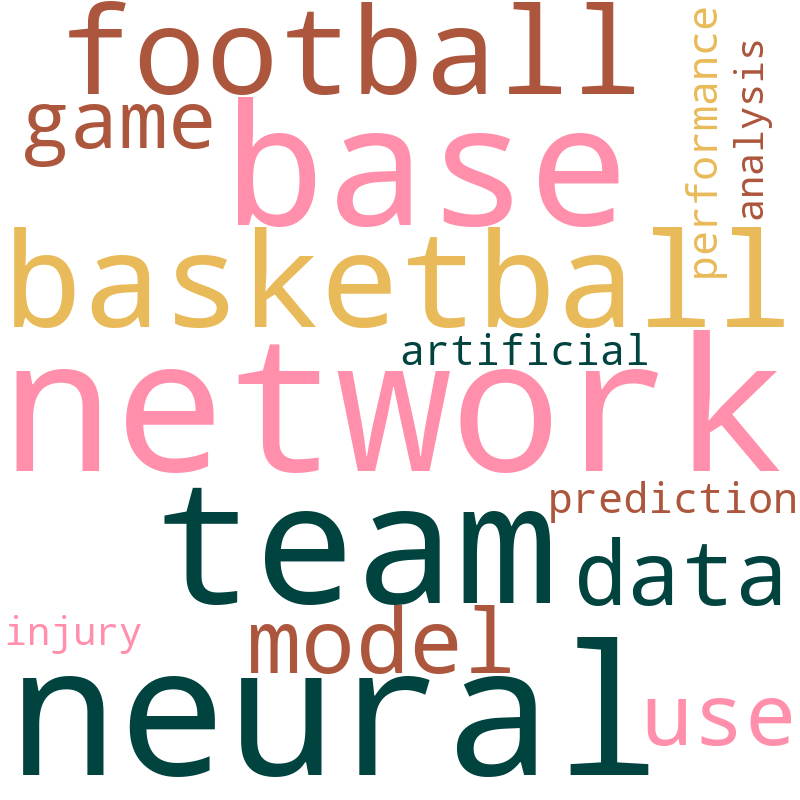 football
game
base
performance
analysis
basketball
artificial
network
team
prediction
data
injury
model
neural
use